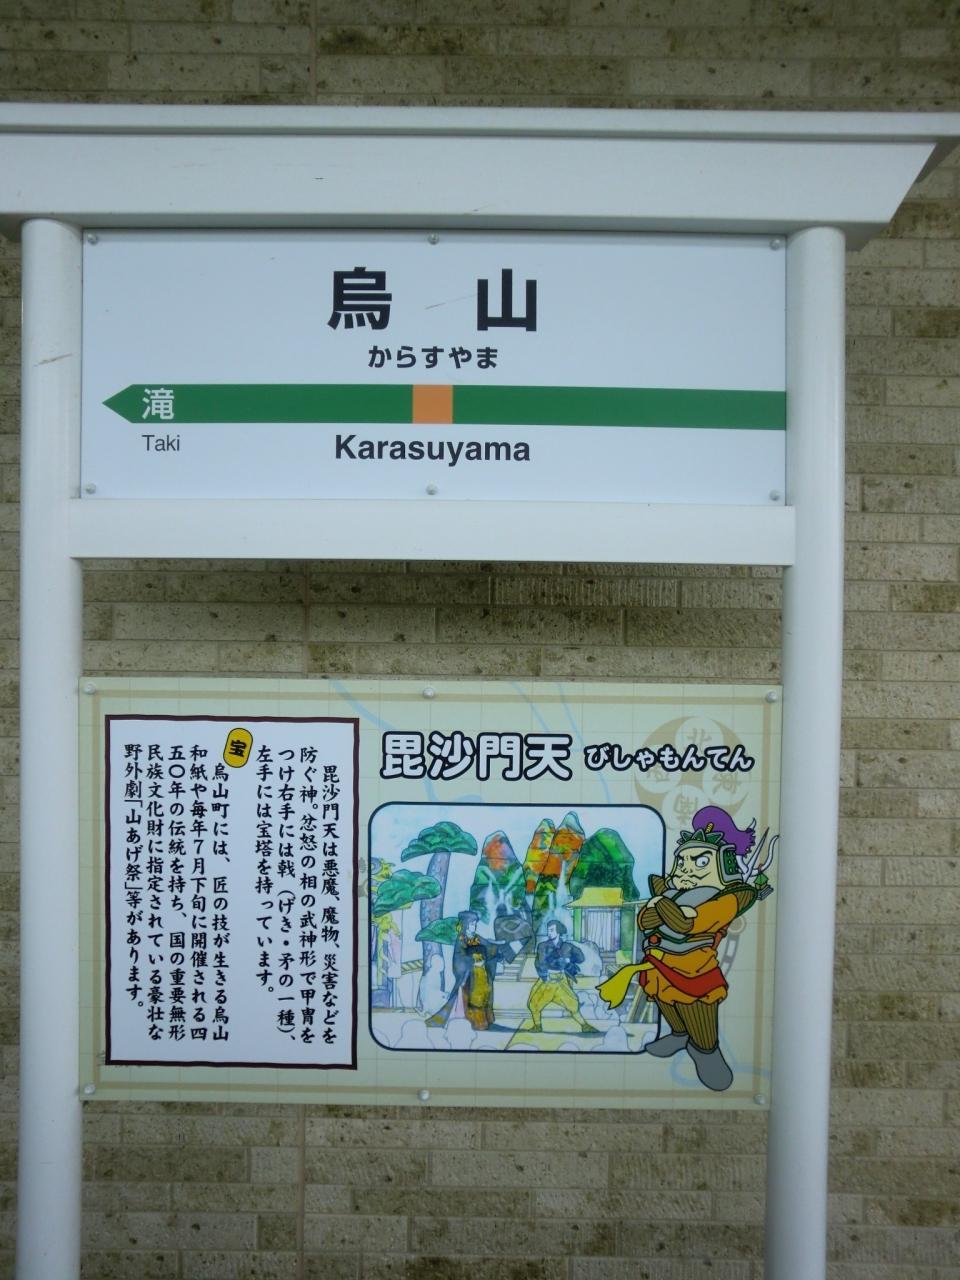 烏山
からすやま
滝
Taki
Karasuyama
毘沙門天 びしゃもんてん
毘沙門天は悪魔、魔物、災害などを
防ぐ神。忿怒の相の武神形で甲冑を
つけ右手には戟（げき・矛の一種）、
左手には宝塔を持っています。
宝
烏山町には、匠の技が生きる烏山
和紙や毎年7月下旬に開催される四
五〇年の伝統を持ち、国の重要無形
民族文化財に指定されている豪壮な
野外劇「山あげ祭」等があります。
北